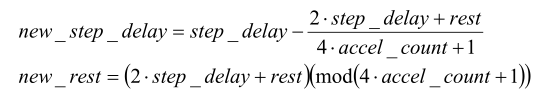 new_step_delay = step_delay − (2·step_delay + rest) / (4·accel_count + 1)
new_rest = (2·step_delay + rest)(mod(4·accel_count + 1))